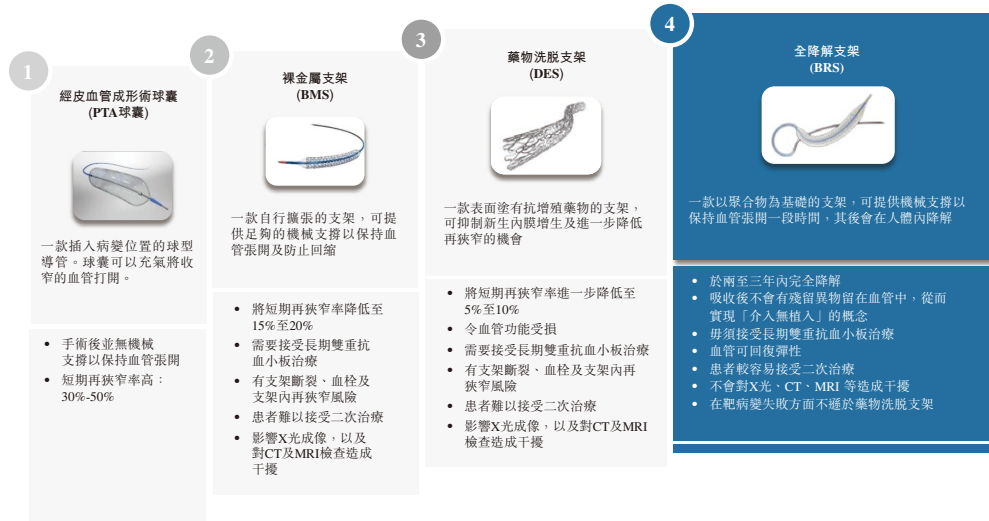 1
經皮血管成形術球囊
(PTA球囊)
一款插入病變位置的球型
導管。球囊可以充氣將收
窄的血管打開。
• 手術後並無機械
支撐以保持血管張開
• 短期再狹窄率高：
30%-50%
2
裸金屬支架
(BMS)
一款自行擴張的支架，可提
供足夠的機械支撐以保持血
管張開及防止回縮
• 將短期再狹窄率降低至
15%至20%
• 需要接受長期雙重抗
血小板治療
• 有支架斷裂、血栓及
支架內再狹窄風險
• 患者難以接受二次治療
• 影響X光成像，以及
對CT及MRI檢查造成
干擾
3
藥物洗脫支架
(DES)
一款表面塗有抗增殖藥物的支架，
可抑制新生內膜增生及進一步降低
再狹窄的機會
• 將短期再狹窄率進一步降低至
5%至10%
• 令血管功能受損
• 需要接受長期雙重抗血小板治療
• 有支架斷裂、血栓及支架內再
狹窄風險
• 患者難以接受二次治療
• 影響X光成像，以及對CT及MRI
檢查造成干擾
4
全降解支架
(BRS)
一款以聚合物為基礎的支架，可提供機械支撐以
保持血管張開一段時間，其後會在人體內降解
• 於兩至三年內完全降解
• 吸收後不會有殘留異物留在血管中，從而
實現「介入無植入」的概念
• 毋須接受長期雙重抗血小板治療
• 血管可回復彈性
• 患者較容易接受二次治療
• 不會對X光、CT、MRI 等造成干擾
• 在靶病變失敗方面不遜於藥物洗脫支架